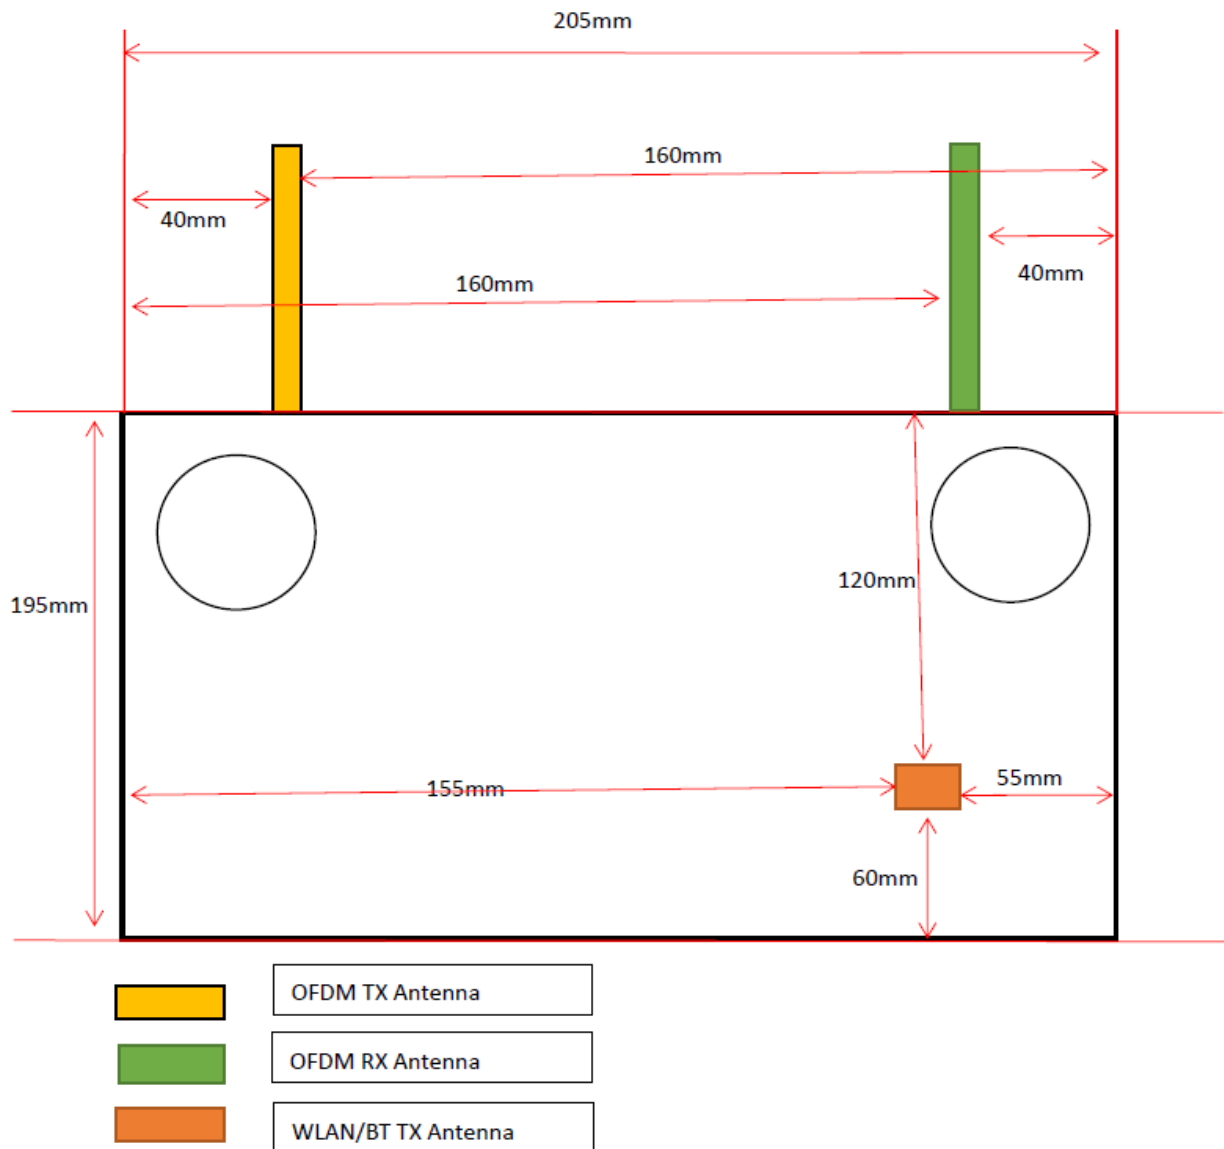 205mm
160mm
40mm
40mm
160mm
120mm
195mm
155mm
55mm
60mm
OFDM TX Antenna
OFDM RX Antenna
WLAN/BT TX Antenna